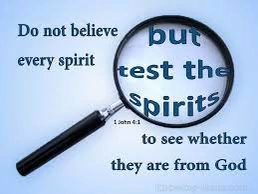 Do not believe
every spirit
but
test the
spirits
1 John 4:1
to see whether
they are from God